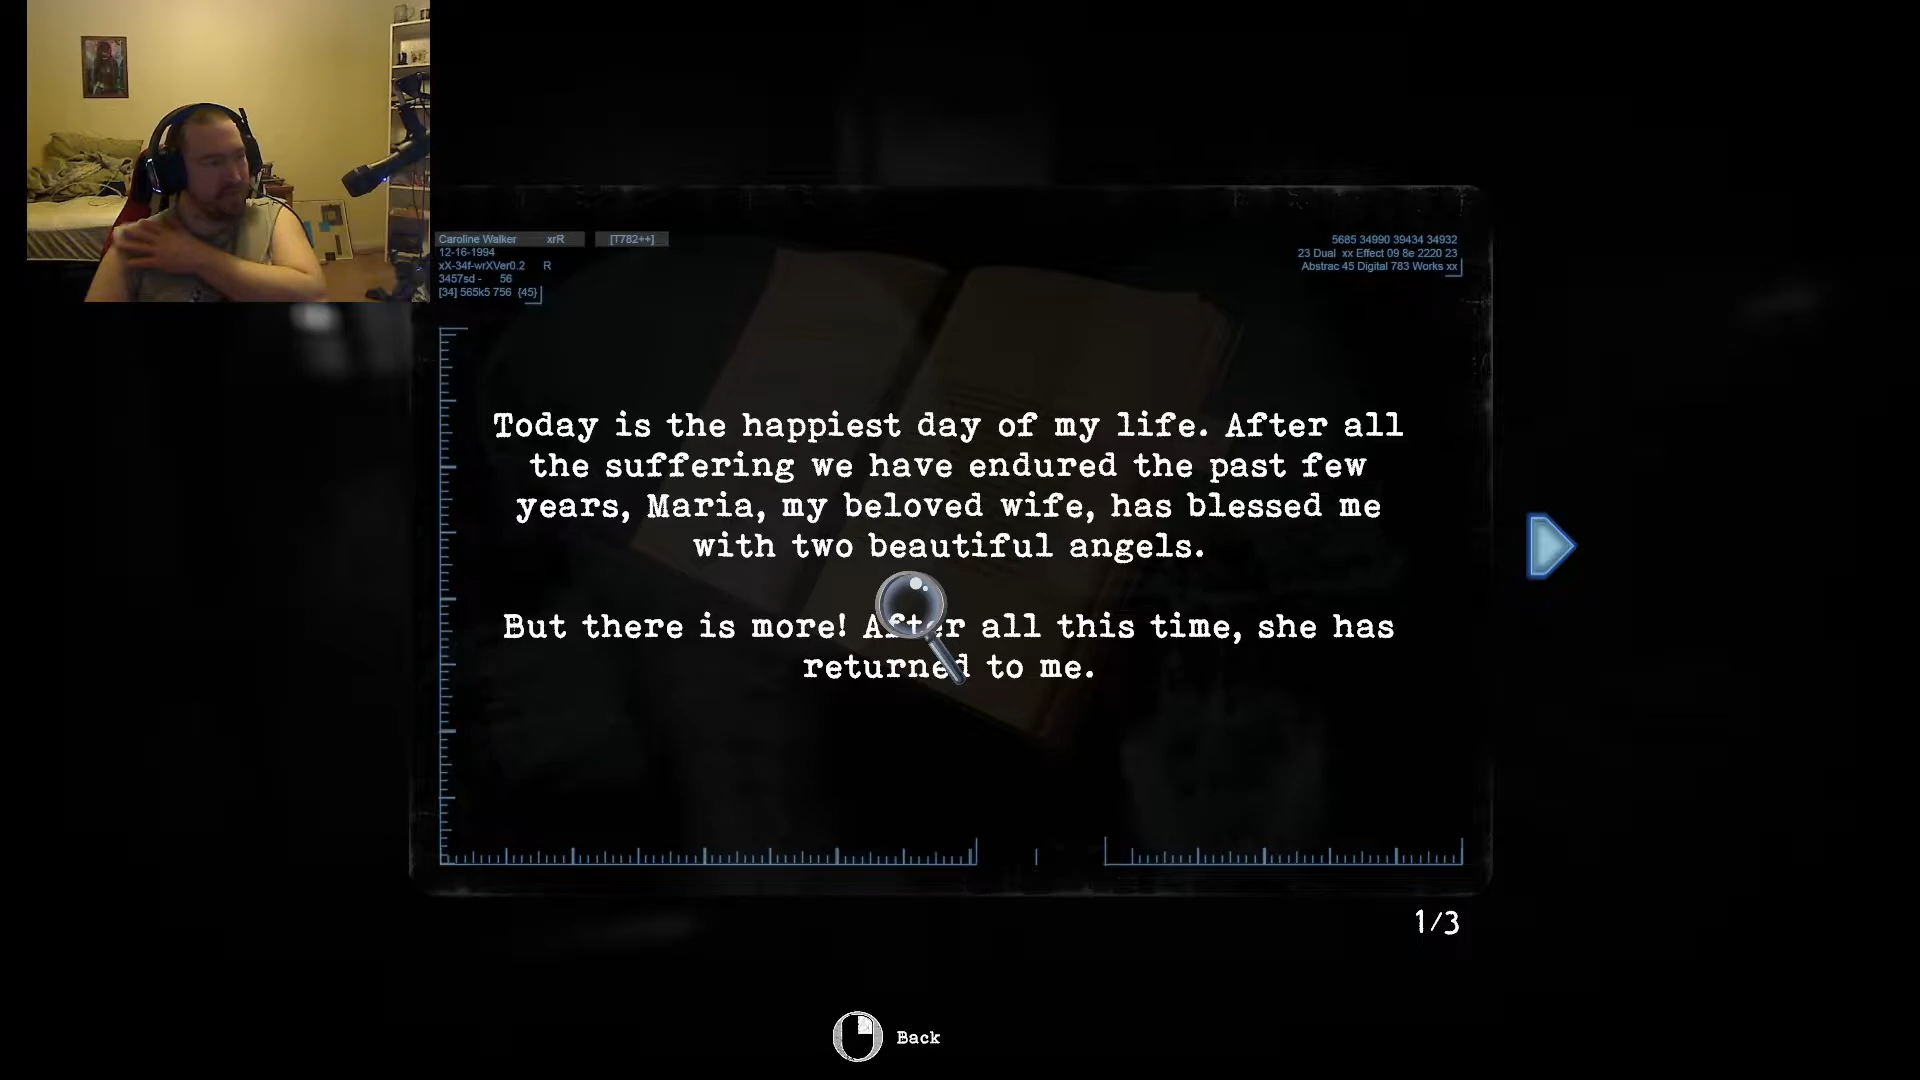 Caroline Walker xrR [T782++]
12-16-1994
xX-34f-wrXVer0.2 R
3457sd - 56
[34] 565k5 756 {45}
5685 34990 39434 34932
23 Dual xx Effect 09 8e 2220 23
Abstrac 45 Digital 783 Works xx
Today is the happiest day of my life. After all
the suffering we have endured the past few
years, Maria, my beloved wife, has blessed me
with two beautiful angels.
But there is more! After all this time, she has
returned to me.
1/3
Back